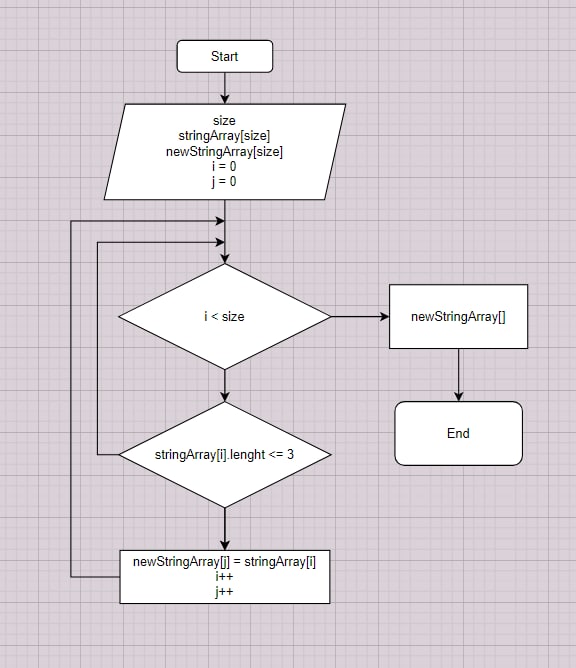 Start
size
stringArray[size]
newStringArray[size]
i = 0
j = 0
i < size
newStringArray[]
End
stringArray[i].lenght <= 3
newStringArray[j] = stringArray[i]
i++
j++